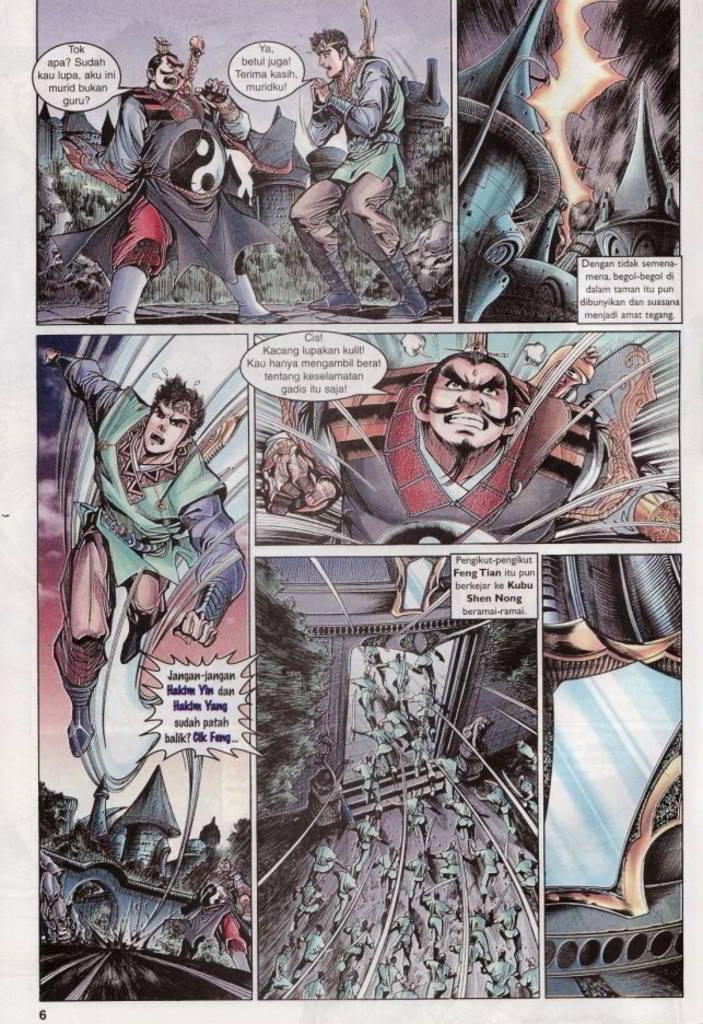 Tok
apa? Sudah
kau lupa, aku ini
murid bukan
guru?
Ya,
betul juga!
Terima kasih,
muridku!
Dengan tidak semena-
mena, begol-begol di
dalam taman itu pun
dibunyikan dan suasana
menjadi amat tegang.
Cis!
Kacang lupakan kulit!
Kau hanya mengambil berat
tentang keselamatan
gadis itu saja!
Jangan-jangan
Hakim Yin dan
Hakim Yang
sudah patah
balik? Cik Feng...
Pengikut-pengikut
Feng Tian itu pun
berkejar ke Kubu
Shen Nong
beramai-ramai.
6